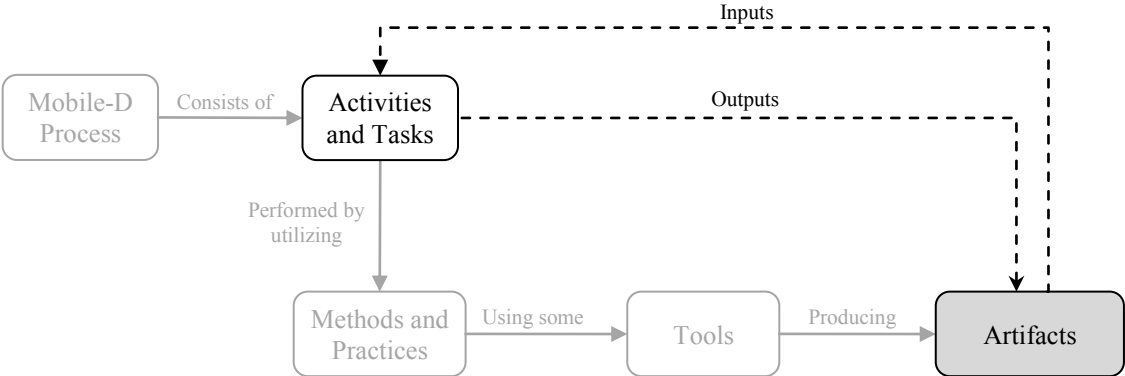 Inputs
Mobile-D
Process
Consists of
Activities
and Tasks
Outputs
Performed by
utilizing
Methods and
Practices
Using some
Tools
Producing
Artifacts